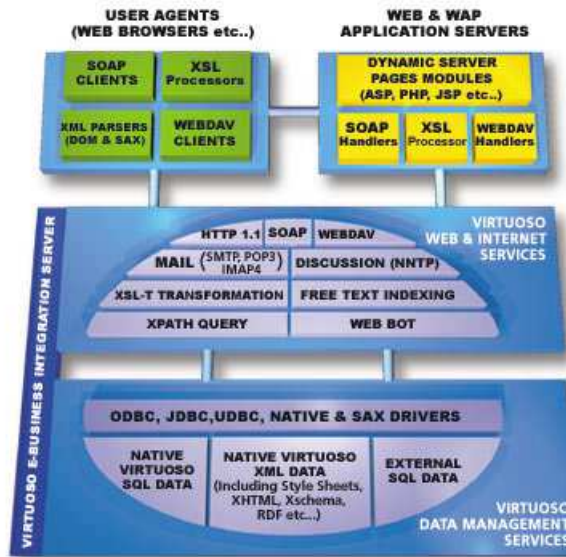 USER AGENTS
(WEB BROWSERS etc..)
WEB & WAP
APPLICATION SERVERS
SOAP
CLIENTS
XSL
Processors
XML PARSERS
(DOM & SAX)
WEBDAV
CLIENTS
DYNAMIC SERVER
PAGES MODULES
(ASP, PHP, JSP etc..)
SOAP
Handlers
XSL
Processor
WEBDAV
Handlers
VIRTUOSO E-BUSINESS INTEGRATION SERVER
HTTP 1.1
SOAP
WEBDAV
MAIL (SMTP, POP3
IMAP4)
DISCUSSION (NNTP)
XSL-T TRANSFORMATION
FREE TEXT INDEXING
XPATH QUERY
WEB BOT
VIRTUOSO
WEB & INTERNET
SERVICES
ODBC, JDBC,UDBC, NATIVE & SAX DRIVERS
NATIVE
VIRTUOSO
SQL DATA
NATIVE VIRTUOSO
XML DATA
(Including Style Sheets,
XHTML, Xschema,
RDF etc...)
EXTERNAL
SQL DATA
VIRTUOSO
DATA MANAGEMENT
SERVICES